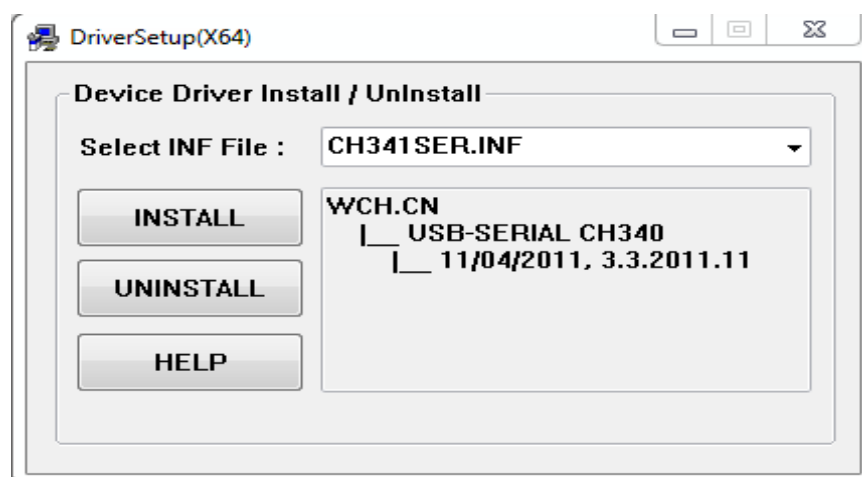 DriverSetup(X64)
Device Driver Install / UnInstall
Select INF File :
CH341SER.INF
INSTALL
UNINSTALL
HELP
WCH.CN
|__ USB-SERIAL CH340
|__ 11/04/2011, 3.3.2011.11